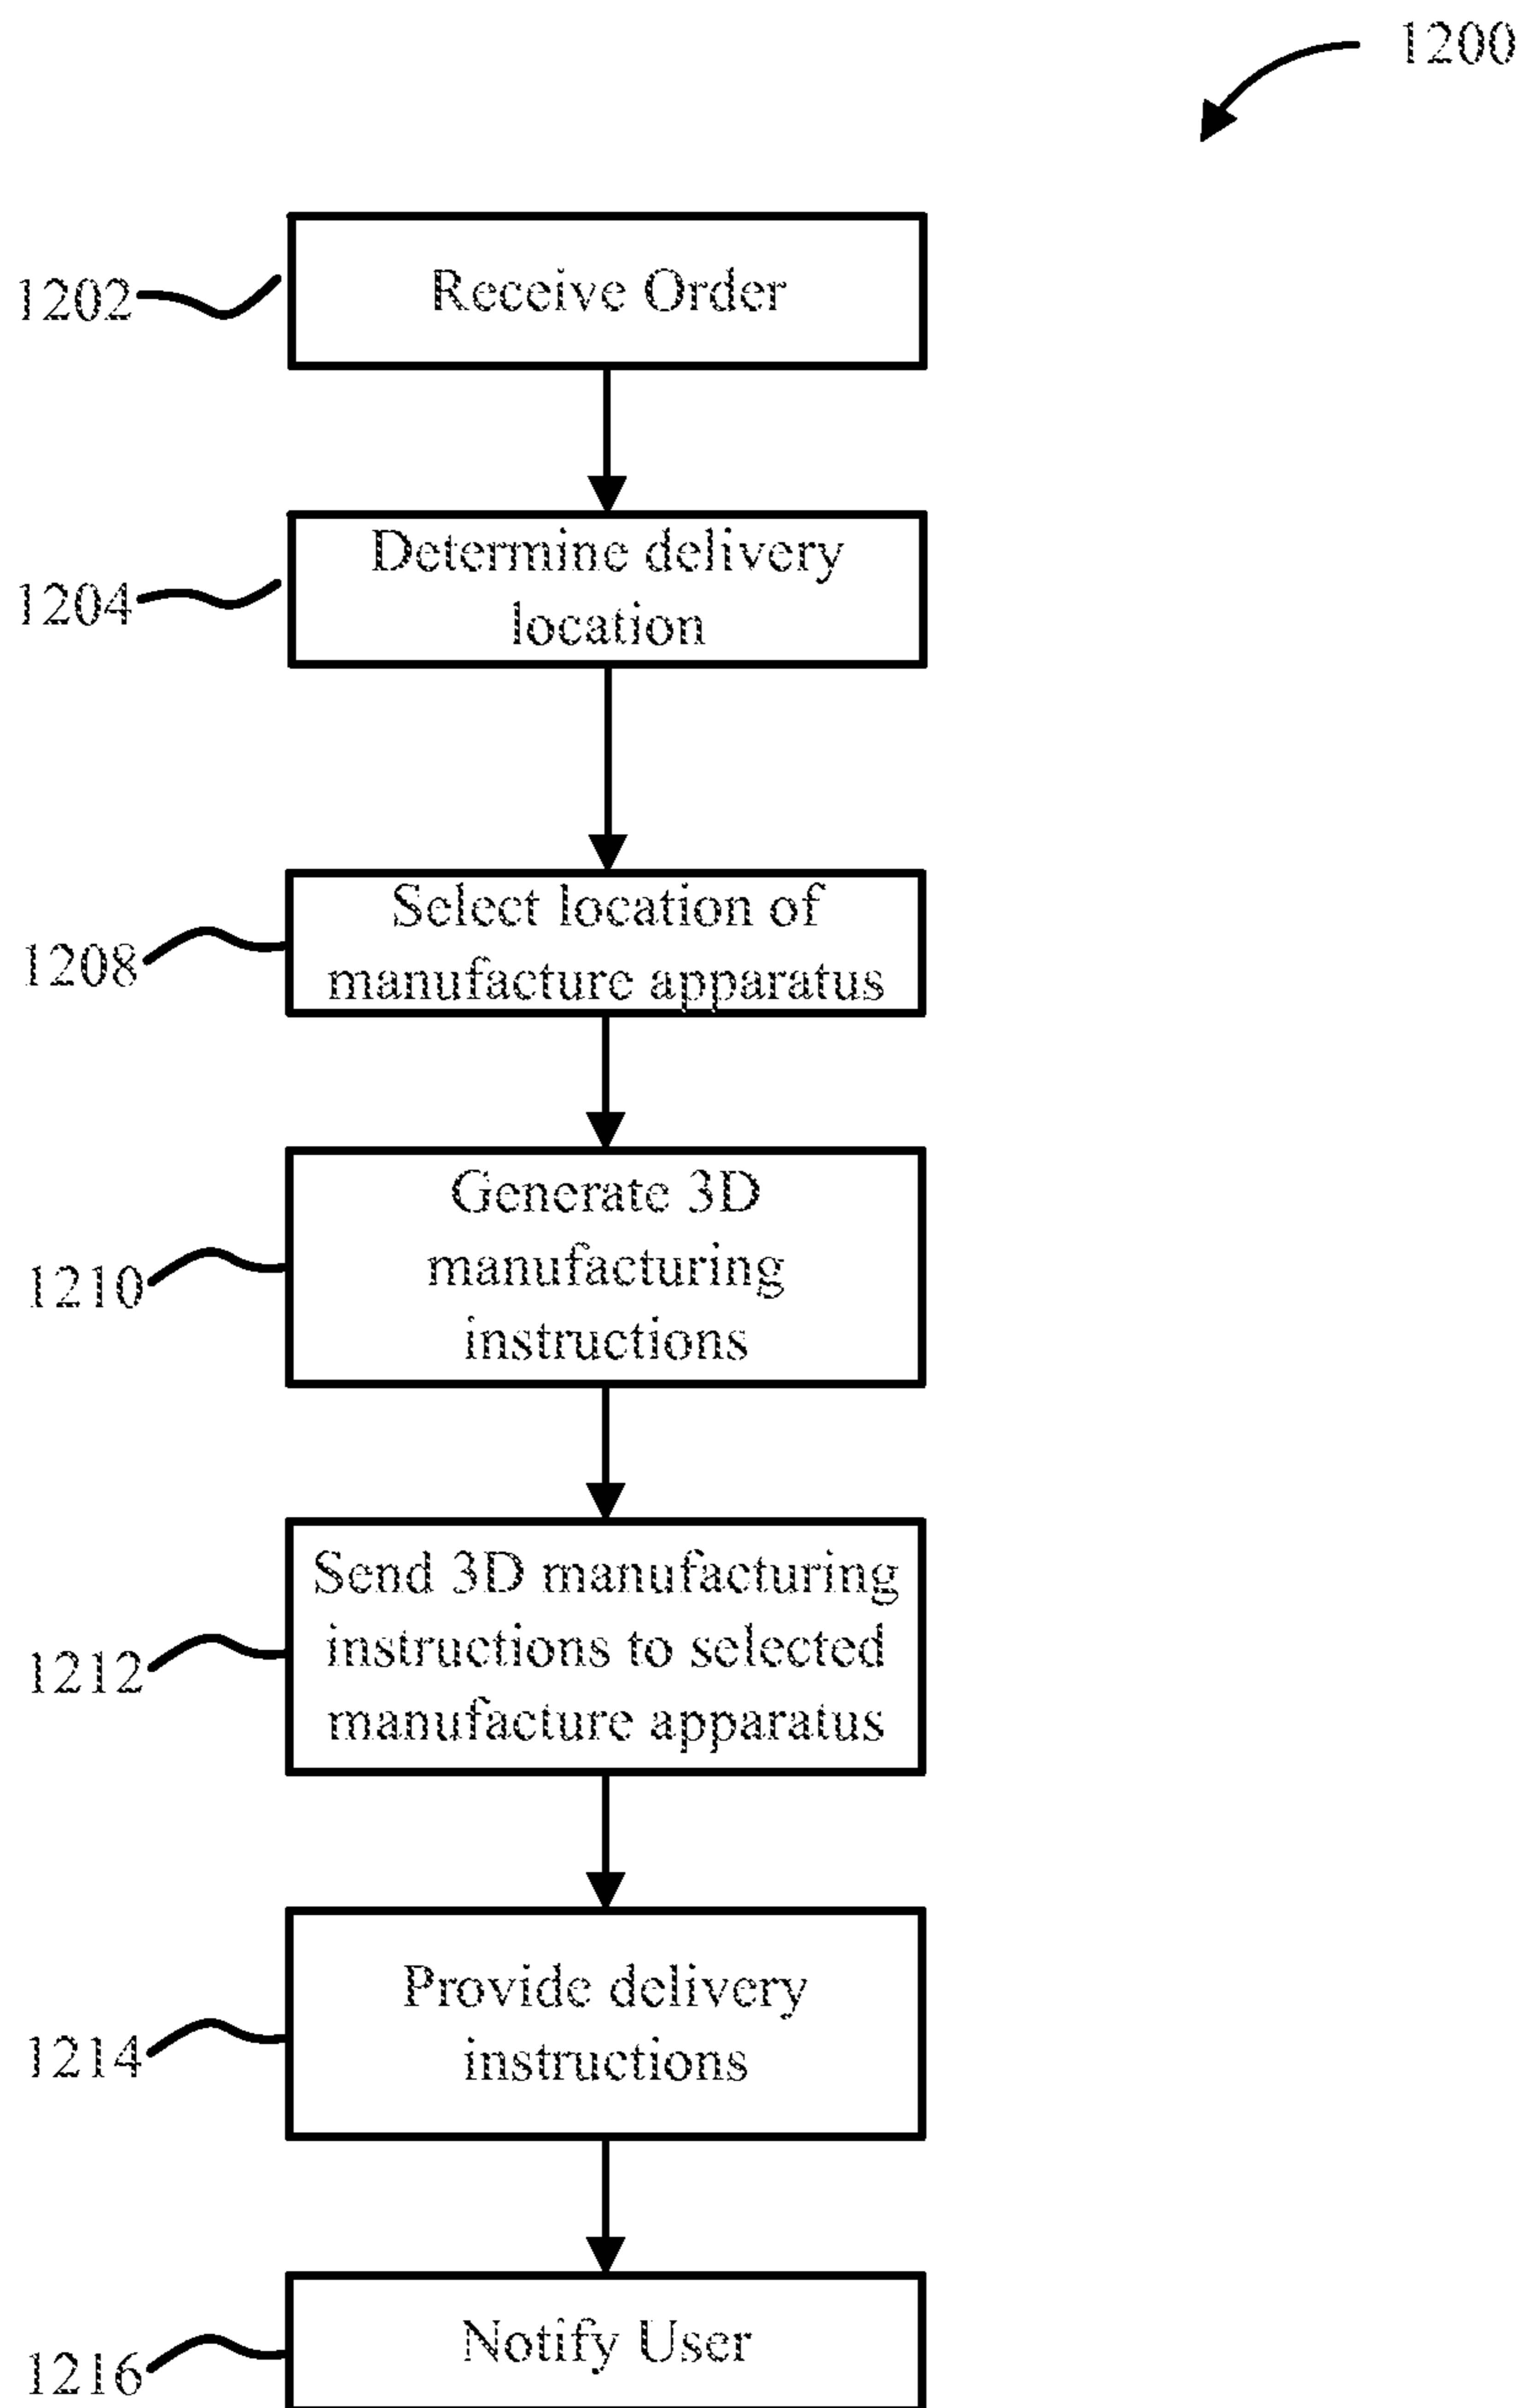 1200
1202
Receive Order
1204
Determine delivery
location
1208
Select location of
manufacture apparatus
1210
Generate 3D
manufacturing
instructions
1212
Send 3D manufacturing
instructions to selected
manufacture apparatus
1214
Provide delivery
instructions
1216
Notify User